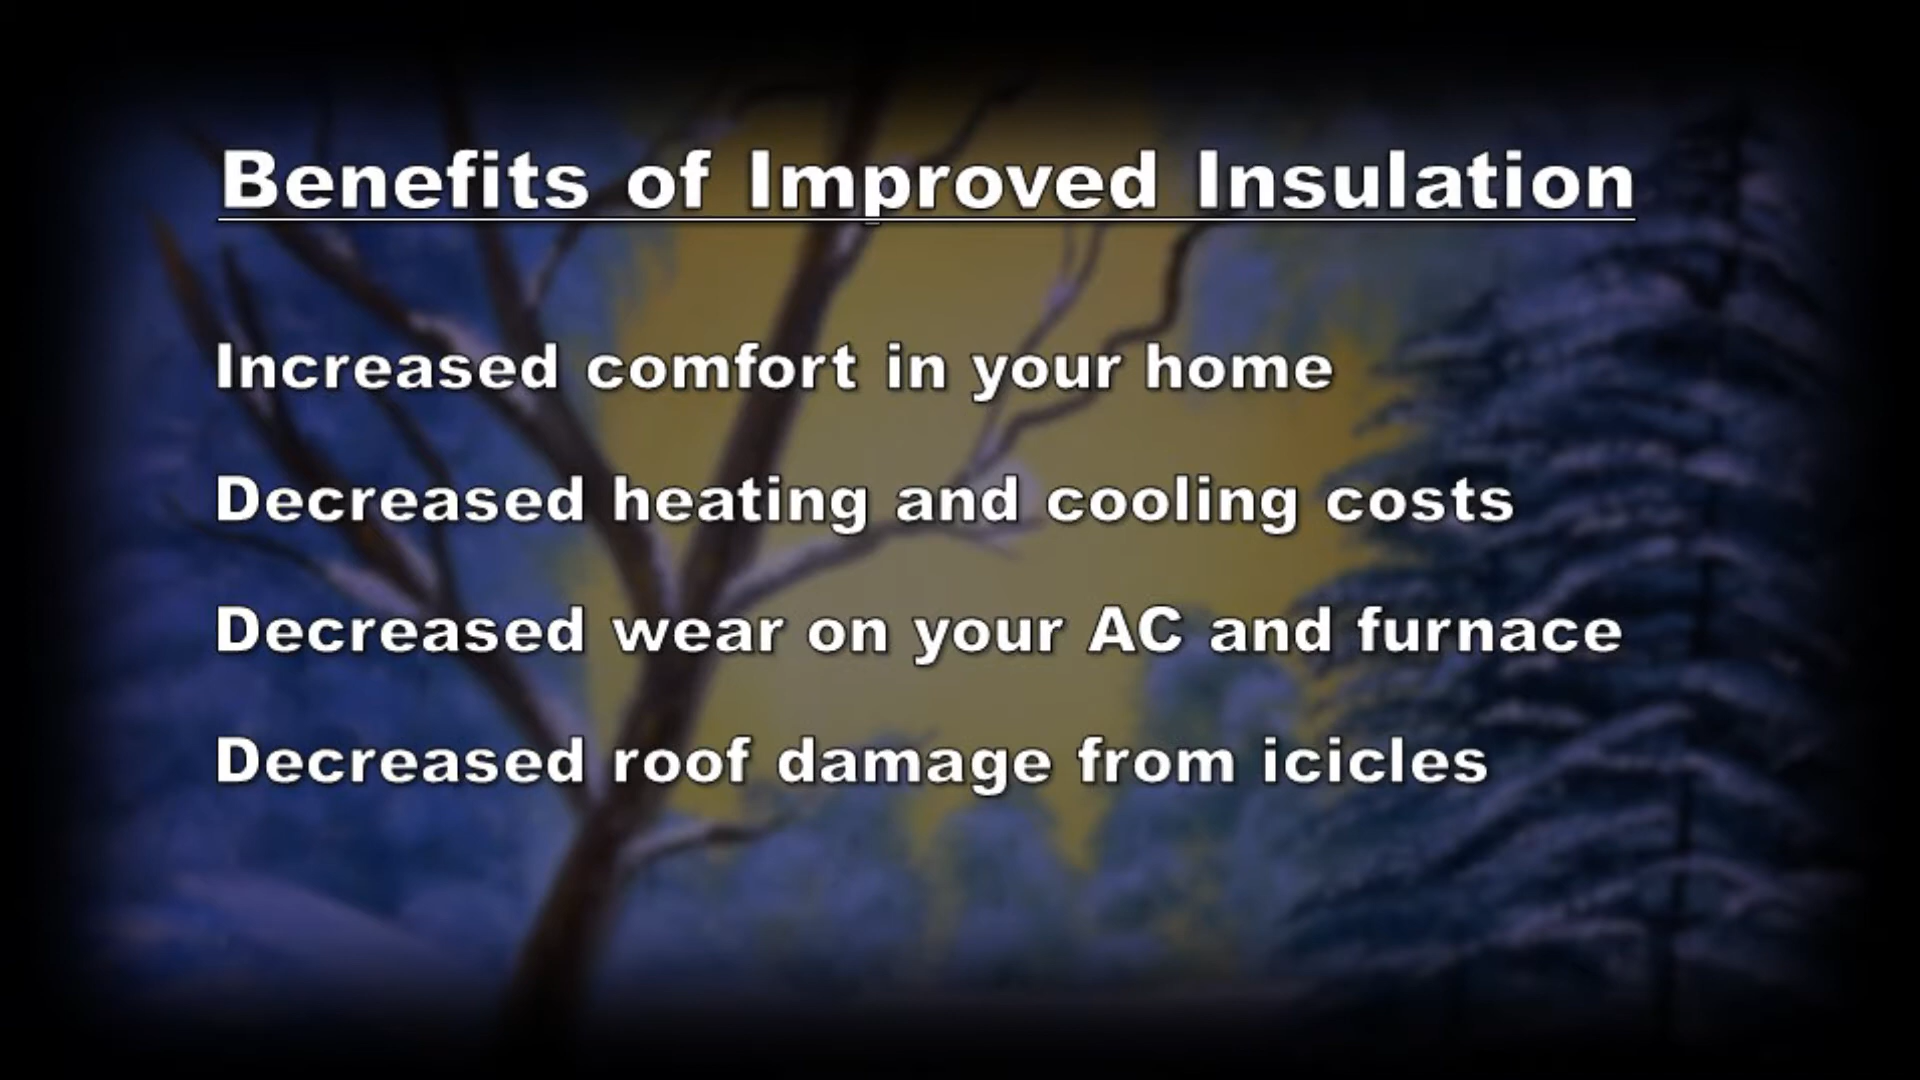 Benefits of Improved Insulation
Increased comfort in your home
Decreased heating and cooling costs
Decreased wear on your AC and furnace
Decreased roof damage from icicles